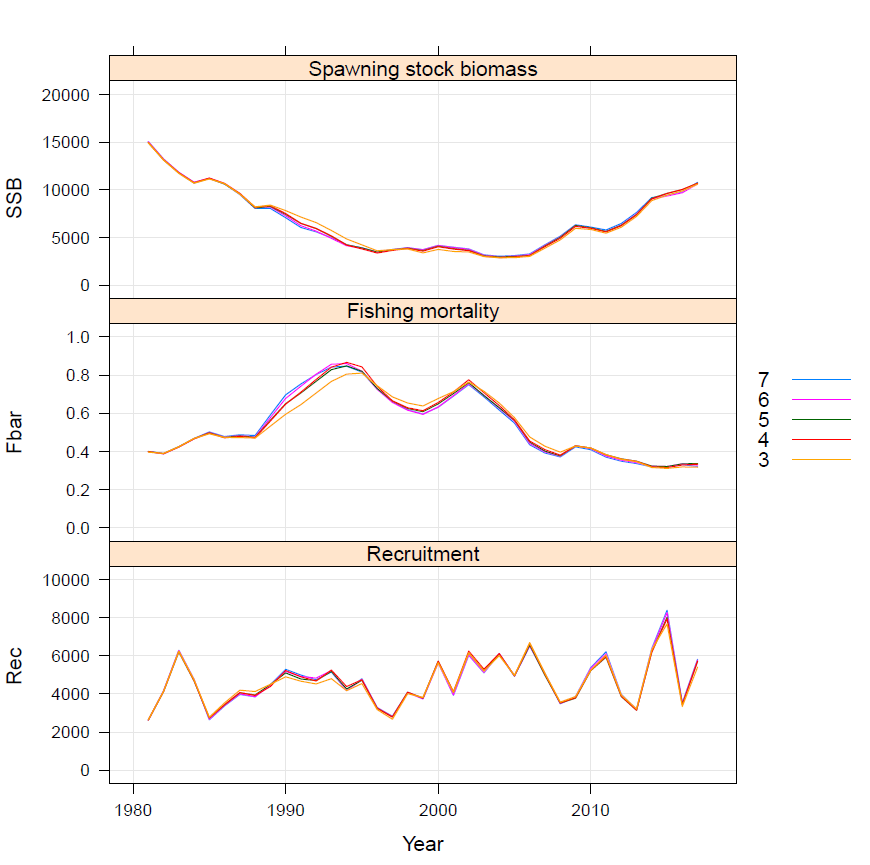 Spawning stock biomass
20000
15000
10000
5000
0
SSB
Fishing mortality
1.0
0.8
0.6
0.4
0.2
0.0
Fbar
7
6
5
4
3
Recruitment
10000
8000
6000
4000
2000
0
Rec
1980 1990 2000 2010
Year